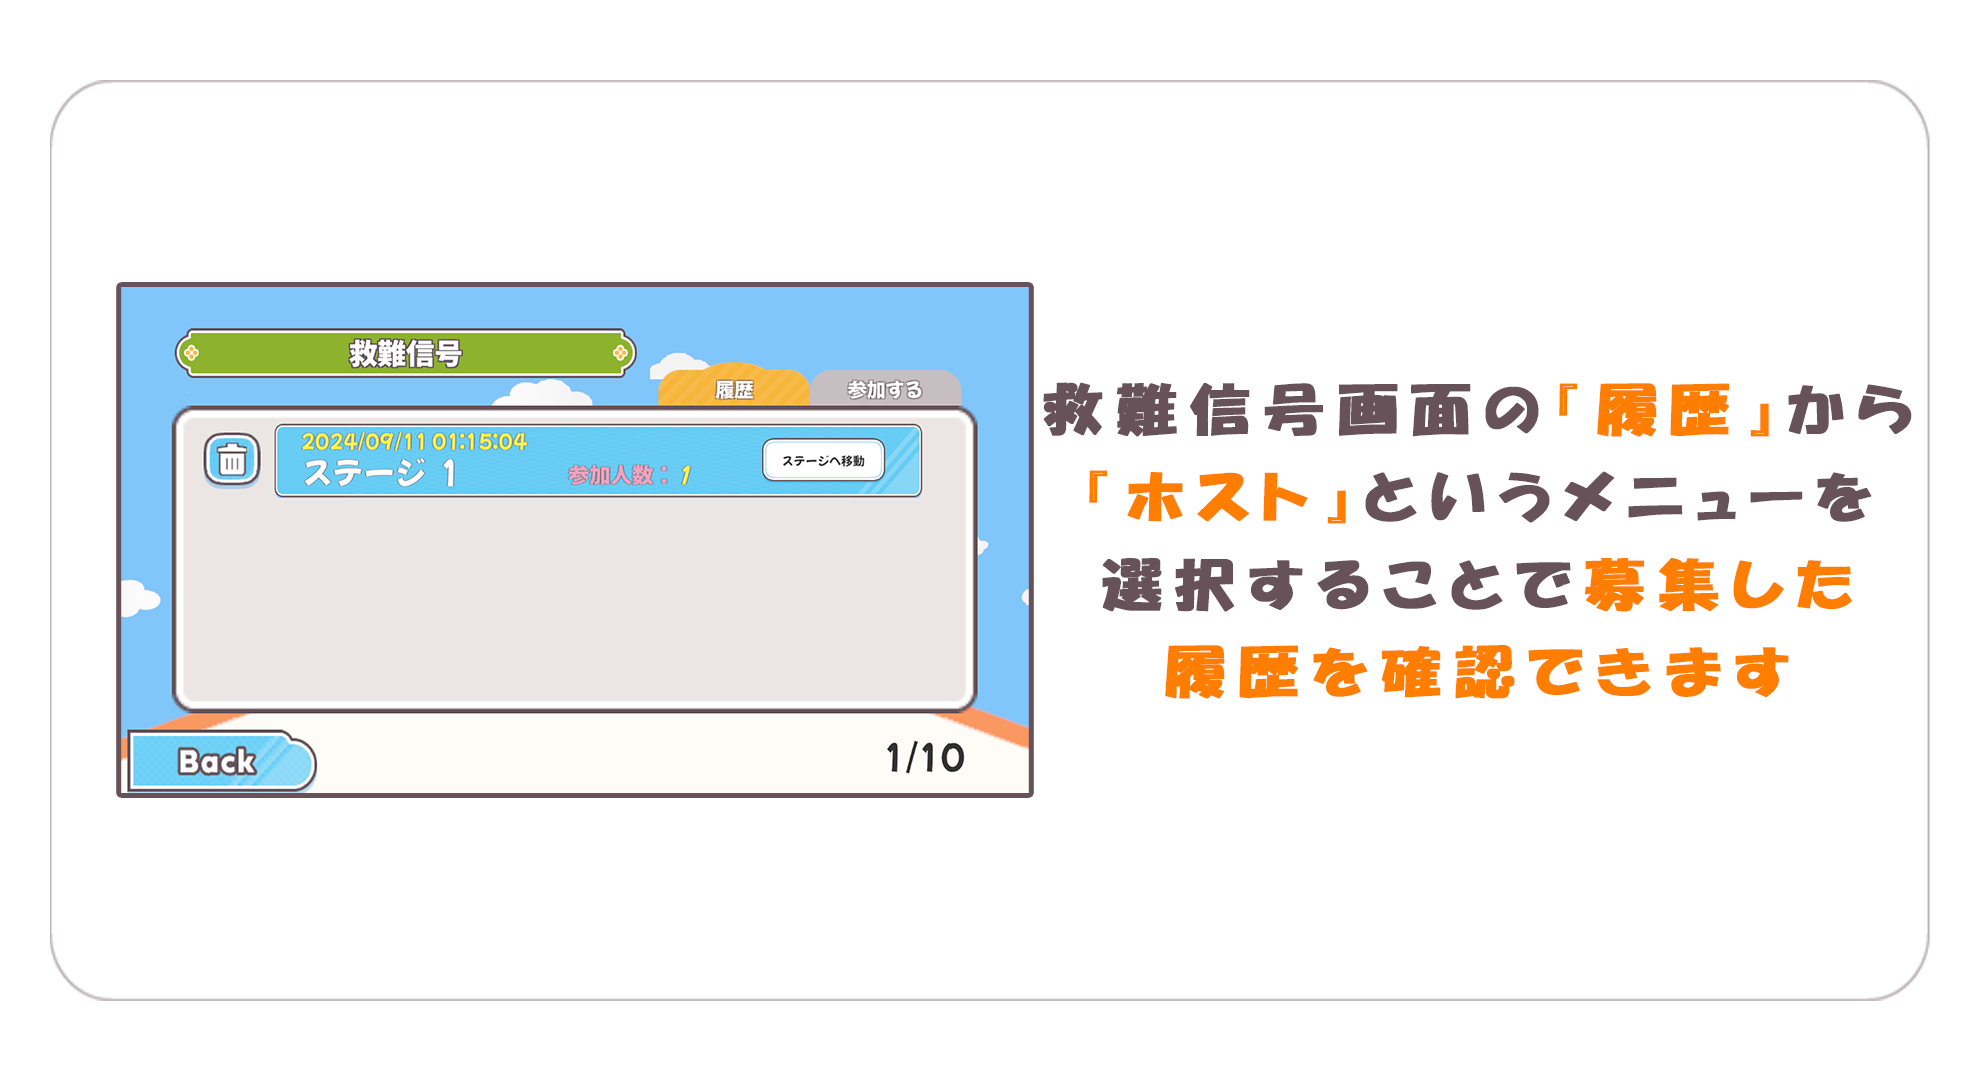 救難信号
履歴
参加する
2024/09/11 01:15:04
ステージ 1
参加人数：1
ステージへ移動
Back
1/10
救難信号画面の『履歴』から
『ホスト』というメニューを
選択することで募集した
履歴を確認できます